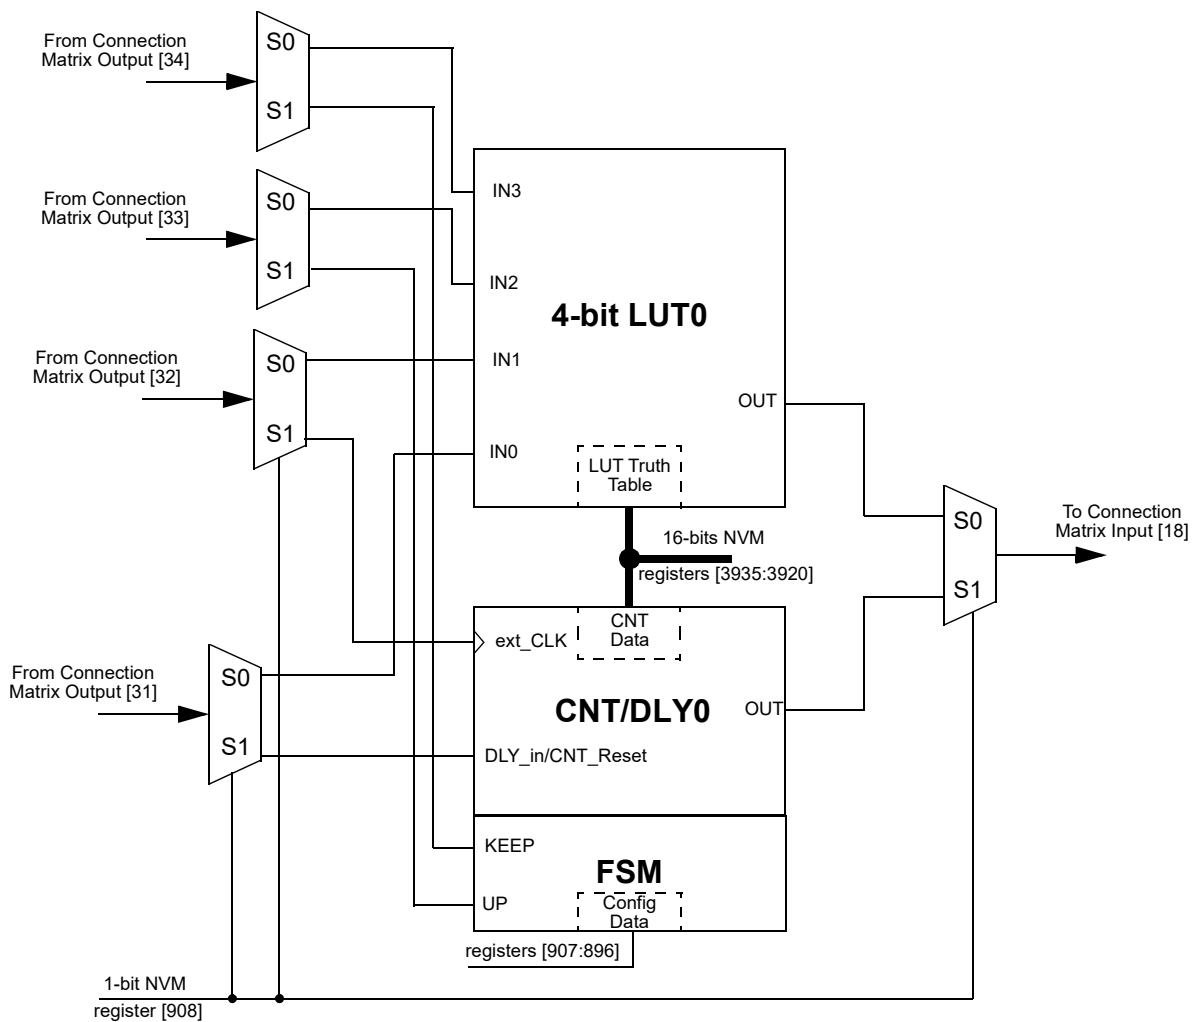 From Connection
Matrix Output [34]
S0
S1
From Connection
Matrix Output [33]
S0
S1
From Connection
Matrix Output [32]
S0
S1
From Connection
Matrix Output [31]
S0
S1
IN3
IN2
IN1
IN0
4-bit LUT0
OUT
LUT Truth
Table
16-bits NVM
registers [3935:3920]
CNT
Data
ext_CLK
CNT/DLY0
OUT
DLY_in/CNT_Reset
KEEP
FSM
UP
Config
Data
registers [907:896]
S0
S1
To Connection
Matrix Input [18]
1-bit NVM
register [908]